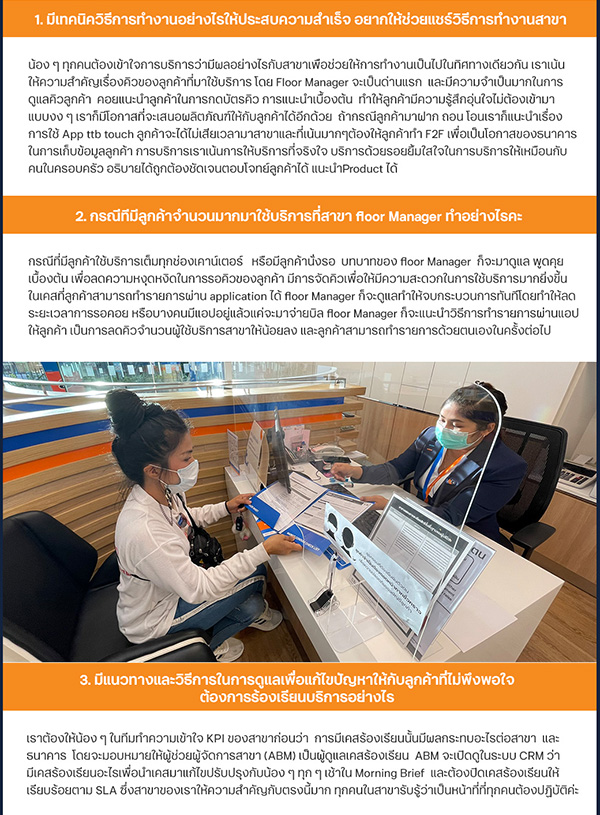 1. มีเทคนิควิธีการทำงานอย่างไรให้ประสบความสำเร็จ อยากให้ช่วยแชร์วิธีการทำงานสาขา
น้อง ๆ ทุกคนต้องเข้าใจการบริการว่ามีผลอย่างไรกับสาขาเพื่อช่วยให้การทำงานเป็นไปในทิศทางเดียวกัน เราเน้น
ให้ความสำคัญเรื่องคิวของลูกค้าที่มาใช้บริการ โดย Floor Manager จะเป็นด่านแรก และมีความจำเป็นมากในการ
ดูแลคิวลูกค้า คอยแนะนำลูกค้าในการกดบัตรคิว การแนะนำเบื้องต้น ทำให้ลูกค้ามีความรู้สึกอุ่นใจไม่ต้องเข้ามา
แบบงง ๆ เราก็มีโอกาสที่จะเสนอผลิตภัณฑ์ให้กับลูกค้าได้อีกด้วย ถ้ากรณีลูกค้ามาฝาก ถอน โอนเราก็แนะนำเรื่อง
การใช้ App ttb touch ลูกค้าจะได้ไม่เสียเวลามาสาขาและที่เน้นมากๆต้องให้ลูกค้าทำ F2F เพื่อเป็นโอกาสของธนาคาร
ในการเก็บข้อมูลลูกค้า การบริการเราเน้นการให้บริการที่จริงใจ บริการด้วยรอยยิ้มใส่ใจในการบริการให้เหมือนกับ
คนในครอบครัว อธิบายได้ถูกต้องชัดเจนตอบโจทย์ลูกค้าได้ แนะนำProduct ได้
2. กรณีที่มีลูกค้าจำนวนมากมาใช้บริการที่สาขา floor Manager ทำอย่างไรคะ
กรณีที่มีลูกค้าใช้บริการเต็มทุกช่องเคาน์เตอร์ หรือมีลูกค้านั่งรอ บทบาทของ floor Manager ก็จะมาดูแล พูดคุย
เบื้องต้น เพื่อลดความหงุดหงิดในการรอคิวของลูกค้า มีการจัดคิวเพื่อให้มีความสะดวกในการใช้บริการมากยิ่งขึ้น
ในเคสที่ลูกค้าสามารถทำรายการผ่าน application ได้ floor Manager ก็จะดูแลทำให้จบกระบวนการทันทีโดยทำให้ลด
ระยะเวลาการรอคอย หรือบางคนมีแอปอยู่แล้วแค่จะมาจ่ายบิล floor Manager ก็จะแนะนำวิธีการทำรายการผ่านแอป
ให้ลูกค้า เป็นการลดคิวจำนวนผู้ใช้บริการสาขาให้น้อยลง และลูกค้าสามารถทำรายการด้วยตนเองในครั้งต่อไป
3. มีแนวทางและวิธีการในการดูแลเพื่อแก้ไขปัญหาให้กับลูกค้าที่ไม่พึงพอใจ
ต้องการร้องเรียนบริการอย่างไร
เราต้องให้น้อง ๆ ในทีมทำความเข้าใจ KPI ของสาขาก่อนว่า การมีเคสร้องเรียนนั้นมีผลกระทบอะไรต่อสาขา และ
ธนาคาร โดยจะมอบหมายให้ผู้ช่วยผู้จัดการสาขา (ABM) เป็นผู้ดูแลเคสร้องเรียน ABM จะเปิดดูในระบบ CRM ว่า
มีเคสร้องเรียนอะไรเพื่อนำเคสมาแก้ไขปรับปรุงกับน้อง ๆ ทุก ๆ เช้าใน Morning Brief และต้องปิดเคสร้องเรียนให้
เรียบร้อยตาม SLA ซึ่งสาขาของเราให้ความสำคัญกับตรงนี้มาก ทุกคนในสาขารับรู้ว่าเป็นหน้าที่ที่ทุกคนต้องปฏิบัติค่ะ